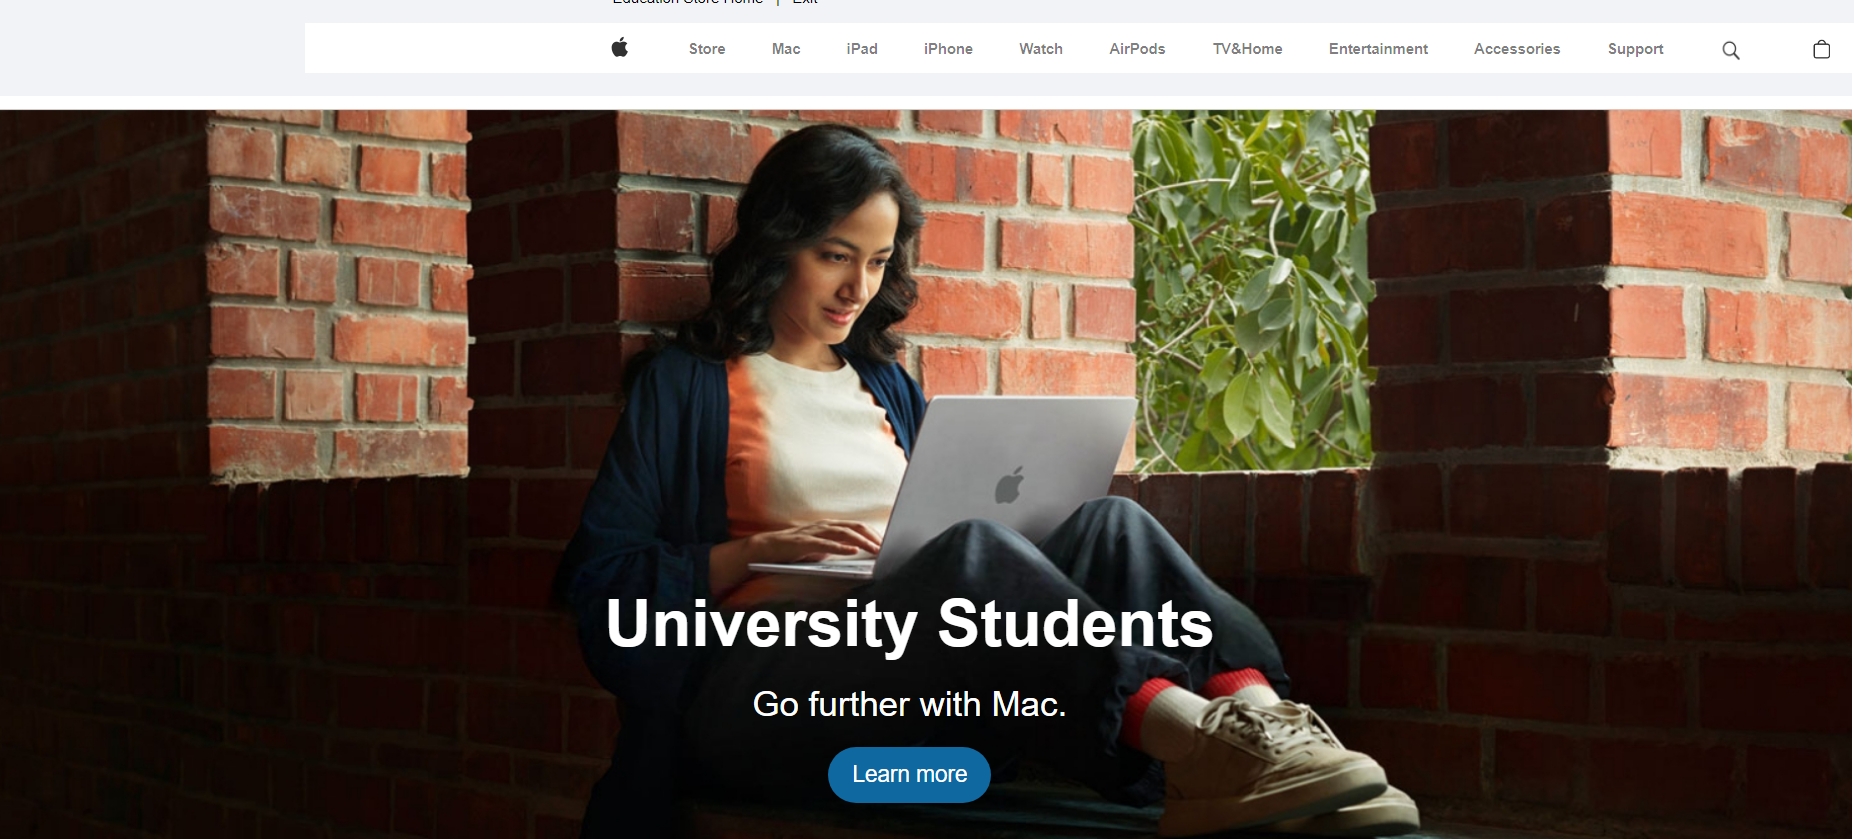 Education Store Home | Exit
Store Mac iPad iPhone Watch AirPods TV&Home Entertainment Accessories Support
University Students
Go further with Mac.
Learn more